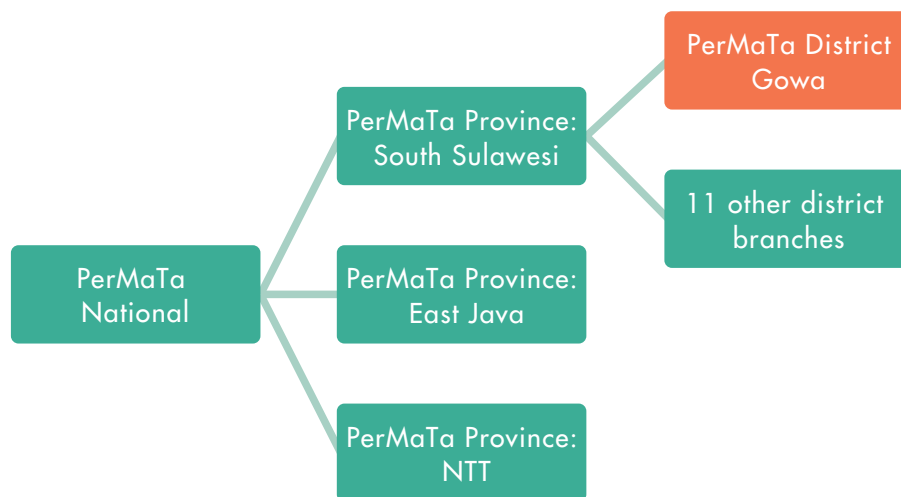 PerMaTa District
Gowa
PerMaTa Province:
South Sulawesi
11 other district
branches
PerMaTa
National
PerMaTa Province:
East Java
PerMaTa Province:
NTT